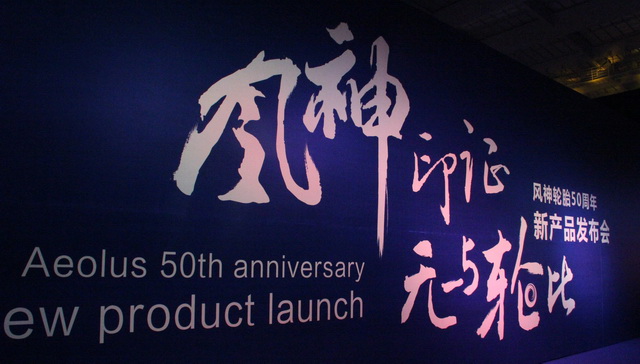 风神
印证
无与轮比
风神轮胎50周年
新产品发布会
Aeolus 50th anniversary
ew product launch